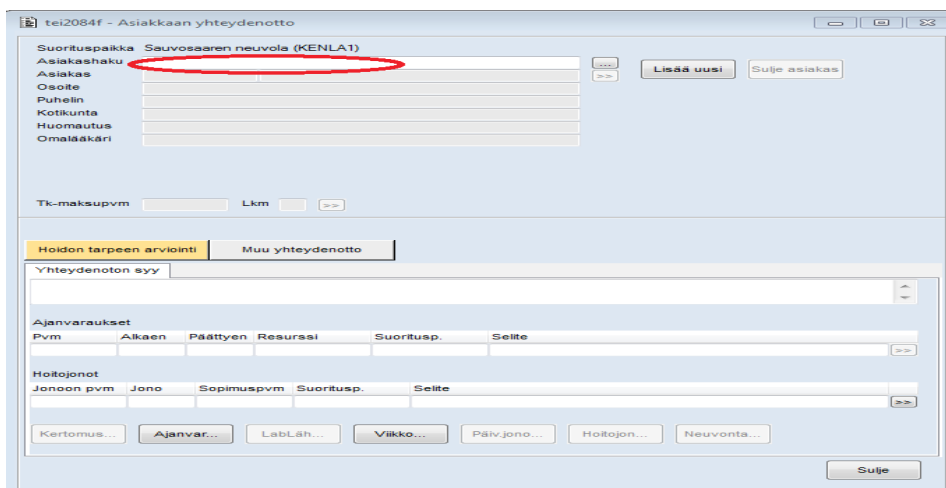 tei2084f - Asiakkaan yhteydenotto
Suorituspaikka Sauvosaaren neuvola (KENLA1)
Asiakashaku ...
Lisää uusi Sulje asiakas
Asiakas >>
Osoite
Puhelin
Kotikunta
Huomautus
Omalääkäri
Tk-maksupvm Lkm >>
Hoidon tarpeen arviointi Muu yhteydenotto
Yhteydenoton syy
Ajanvaraukset
Pvm Alkaen Päättyen Resurssi Suoritusp. Selite
>>
Hoitojonot
Jonoon pvm Jono Sopimuspvm Suoritusp. Selite
>>
Kertomus... Ajanvar... LabLäh... Viikko... Päiv.jono... Hoitojon... Neuvonta...
Sulje